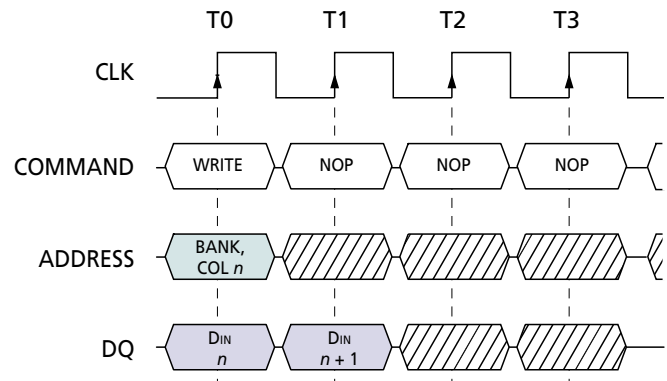 T0 T1 T2 T3
CLK
COMMAND WRITE NOP NOP NOP
ADDRESS BANK,
COL n
DQ DIN DIN
n n + 1